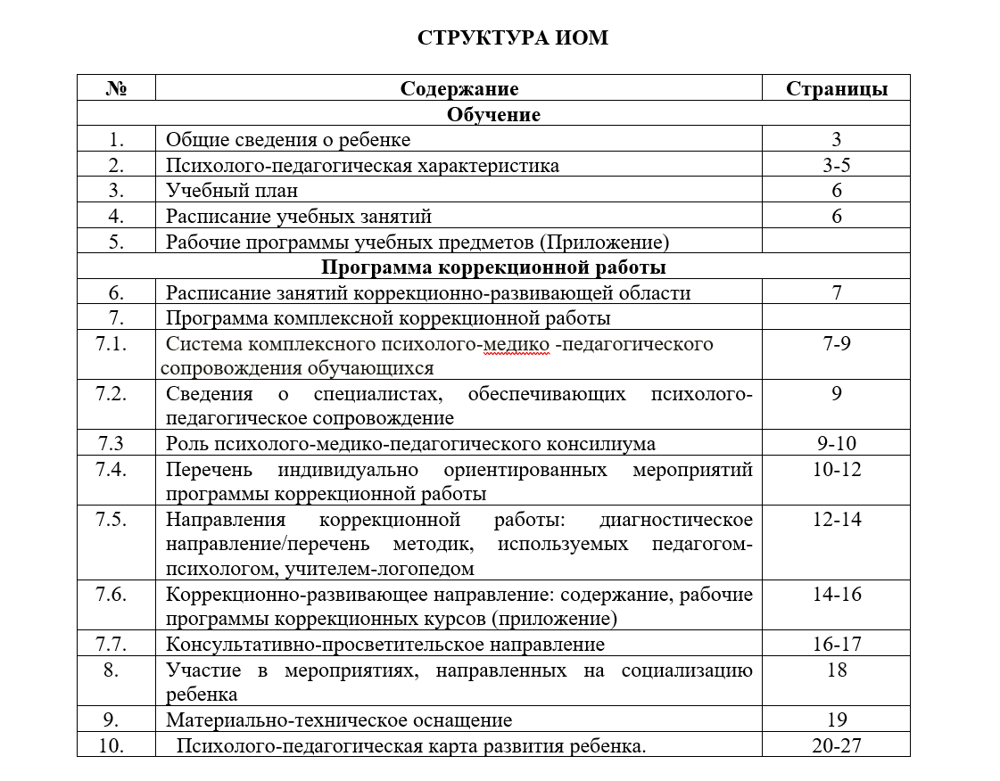 СТРУКТУРА ИОМ
№ Содержание Страницы
Обучение
1. Общие сведения о ребенке 3
2. Психолого-педагогическая характеристика 3-5
3. Учебный план 6
4. Расписание учебных занятий 6
5. Рабочие программы учебных предметов (Приложение)
Программа коррекционной работы
6. Расписание занятий коррекционно-развивающей области 7
7. Программа комплексной коррекционной работы
7.1. Система комплексного психолого-медико -педагогического 7-9
сопровождения обучающихся
7.2. Сведения о специалистах, обеспечивающих психолого- 9
педагогическое сопровождение
7.3 Роль психолого-медико-педагогического консилиума 9-10
7.4. Перечень индивидуально ориентированных мероприятий 10-12
программы коррекционной работы
7.5. Направления коррекционной работы: диагностическое 12-14
направление/перечень методик, используемых педагогом-
психологом, учителем-логопедом
7.6. Коррекционно-развивающее направление: содержание, рабочие 14-16
программы коррекционных курсов (приложение)
7.7. Консультативно-просветительское направление 16-17
8. Участие в мероприятиях, направленных на социализацию 18
ребенка
9. Материально-техническое оснащение 19
10. Психолого-педагогическая карта развития ребенка. 20-27